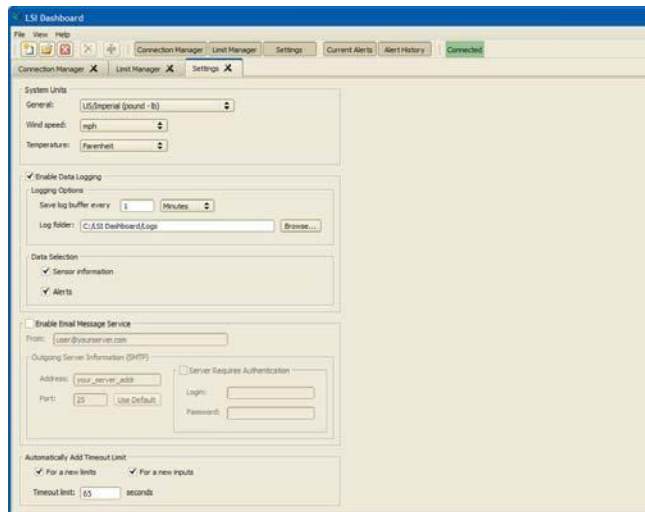 LSI Dashboard
File View Help
Connection Manager Limit Manager Settings Current Alerts Alert History Connected
Connection Manager Limit Manager Settings
System Units
General: US/Imperial (pound - lb)
Wind speed: mph
Temperature: Farenheit
Enable Data Logging
Logging Options
Save log buffer every 1 Minutes
Log folder: C:/LSI Dashboard/Logs Browse...
Data Selection
Sensor information
Alerts
Enable Email Message Service
From: user@yourserver.com
Outgoing Server Information (SMTP)
Server Requires Authentication
Address: your_server_addr
Login:
Port: 25 Use Default
Password:
Automatically Add Timeout Limit
For a new limits For a new inputs
Timeout limit: 65 seconds